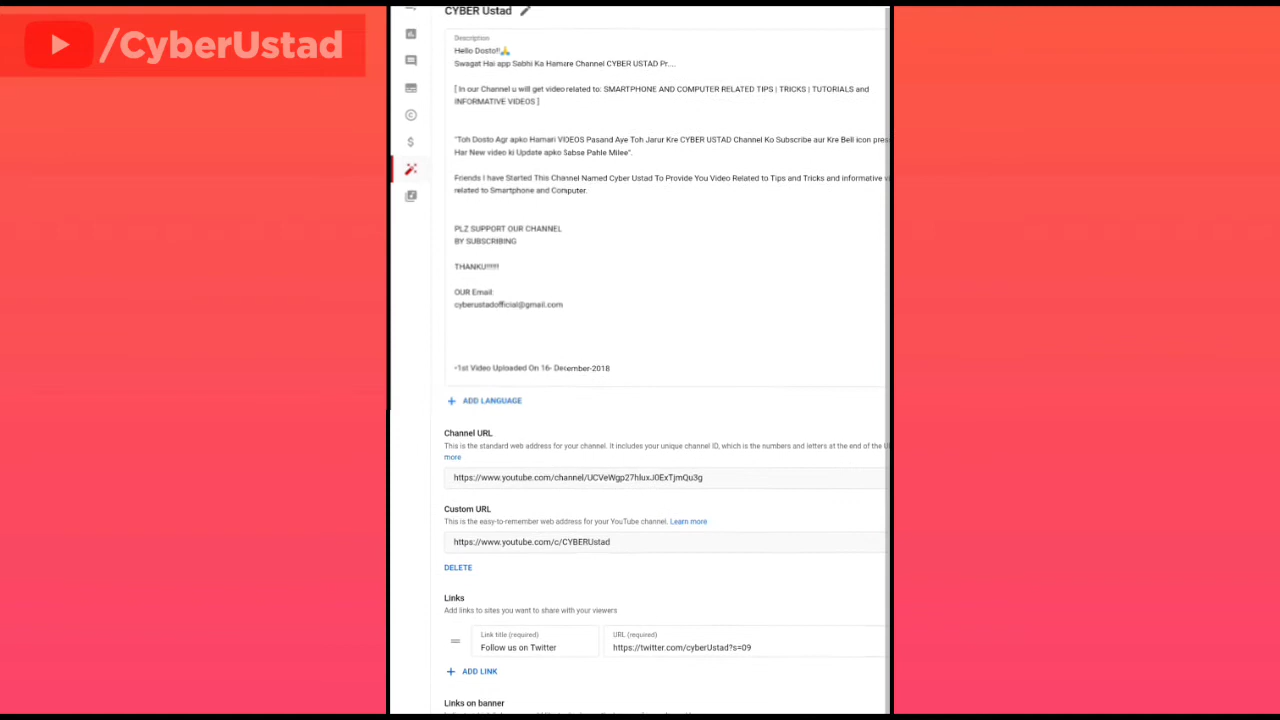 /CyberUstad
CYBER Ustad
Description
Hello Dosto!!🙏
Swagat Hai app Sabhi Ka Hamare Channel CYBER USTAD Pr....
[ In our Channel u will get video related to: SMARTPHONE AND COMPUTER RELATED TIPS | TRICKS | TUTORIALS and
INFORMATIVE VIDEOS ]
"Toh Dosto Agr apko Hamari VIDEOS Pasand Aye Toh Jarur Kre CYBER USTAD Channel Ko Subscribe aur Kre Bell icon pres
Har New video ki Update apko Sabse Pahle Milee".
Friends I have Started This Channel Named Cyber Ustad To Provide You Video Related to Tips and Tricks and informative v
related to Smartphone and Computer.
PLZ SUPPORT OUR CHANNEL
BY SUBSCRIBING
THANKU!!!!!!
OUR Email:
cyberustadofficial@gmail.com
-1st Video Uploaded On 16- December-2018
ADD LANGUAGE
Channel URL
This is the standard web address for your channel. It includes your unique channel ID, which is the numbers and letters at the end of the U
more
https://www.youtube.com/channel/UCVeWgp27hluxJ0ExTjmQu3g
Custom URL
This is the easy-to-remember web address for your YouTube channel. Learn more
https://www.youtube.com/c/CYBERUstad
DELETE
Links
Add links to sites you want to share with your viewers
Link title (required)
URL (required)
Follow us on Twitter
https://twitter.com/cyberUstad?s=09
ADD LINK
Links on banner